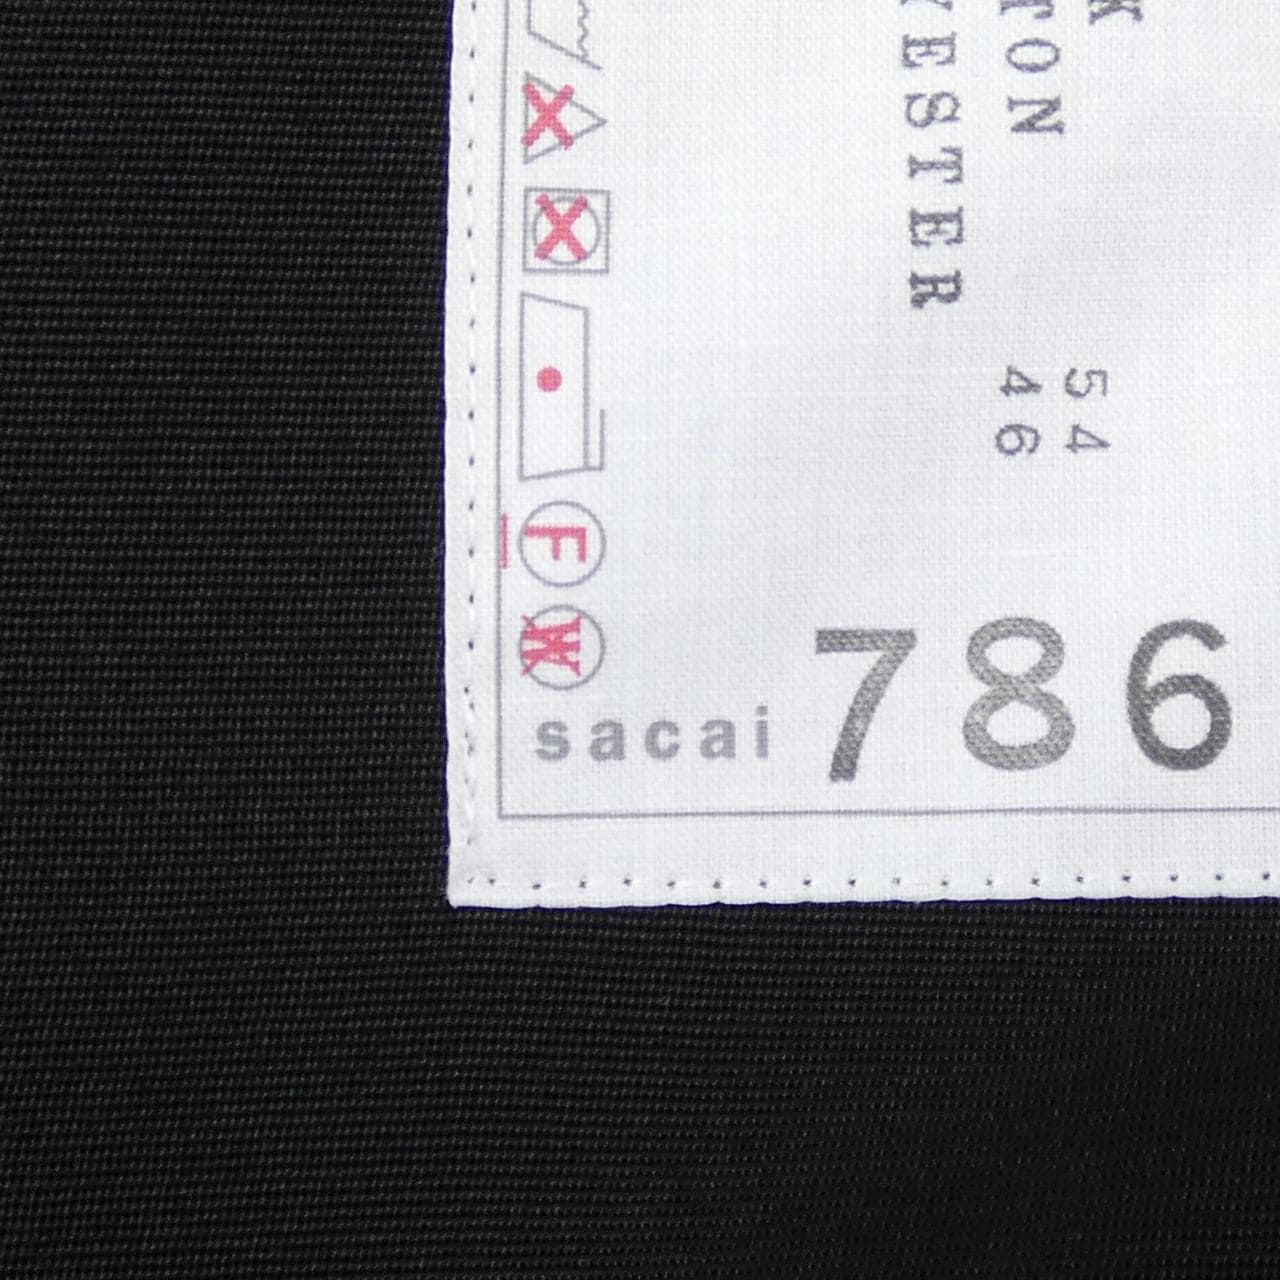 TON 54
ESTER 46
F
W
sacai 786